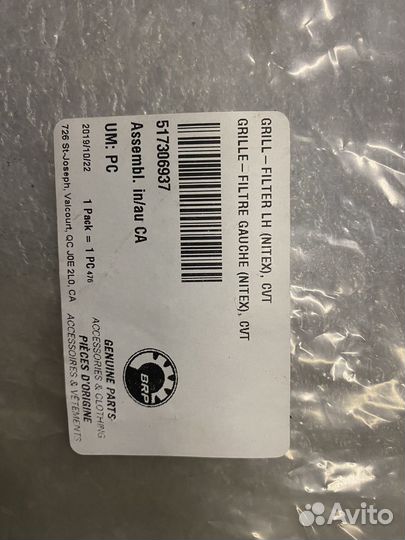 GRILL-FILTER LH (NITEX), CVT
GRILLE-FILTRE GAUCHE (NITEX), CVT
517306937
Assembl. in/au CA
UM: PC
1 Pack = 1 PC 476
2019/10/22
726 St-Joseph, Valcourt, QC J0E 2L0, CA
BRP
GENUINE PARTS
ACCESSORIES & CLOTHING
PIÈCES D'ORIGINE
ACCESSOIRES & VÊTEMENTS
Avito